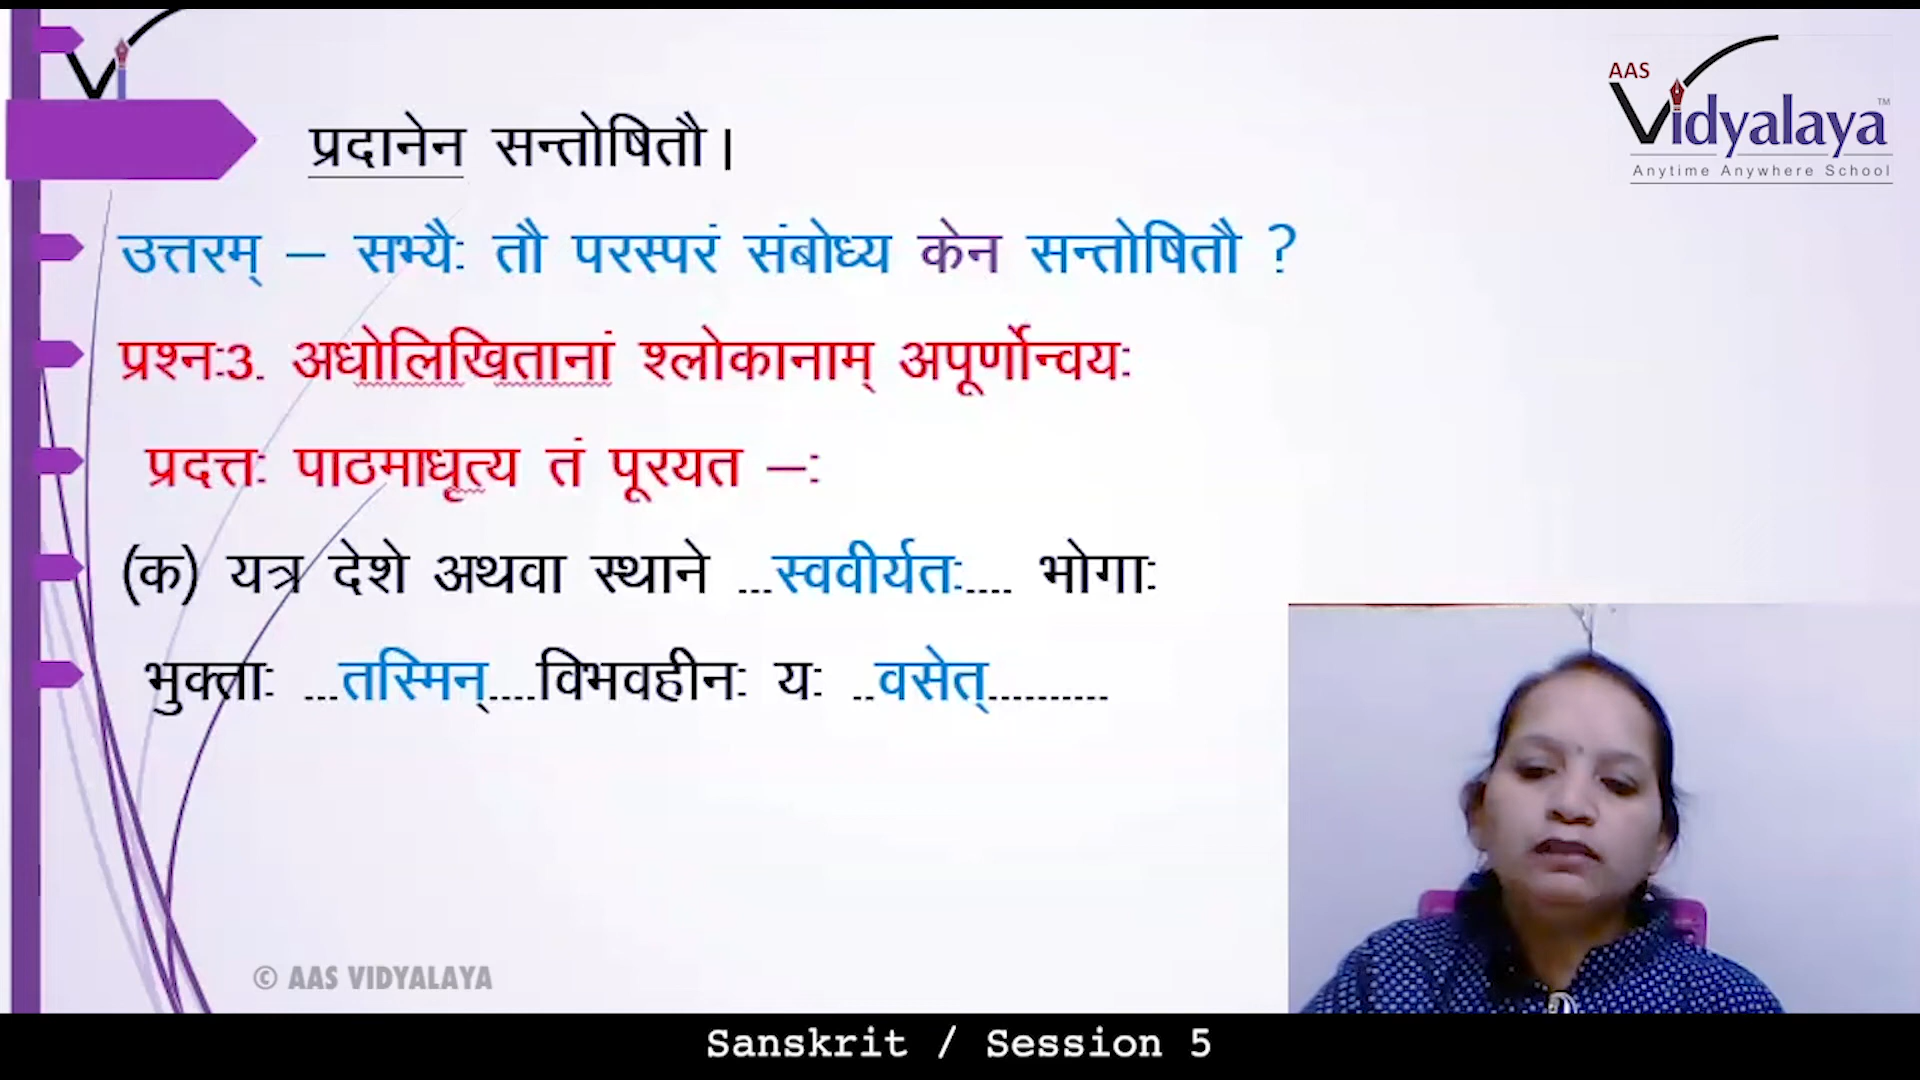 AAS
Vidyalaya™
Anytime Anywhere School
प्रदानेन सन्तोषितौ।
उत्तरम् – सभ्यै: तौ परस्परं संबोध्य केन सन्तोषितौ ?
प्रश्न:3. अधोलिखितानां श्लोकानाम् अपूर्णोन्वय:
प्रदत्त: पाठमाधृत्य तं पूरयत –:
(क) यत्र देशे अथवा स्थाने ...स्ववीर्यत:.... भोगा:
भुक्ता: ...तस्मिन्....विभवहीन: य: ..वसेत्..........
© AAS VIDYALAYA
Sanskrit / Session 5